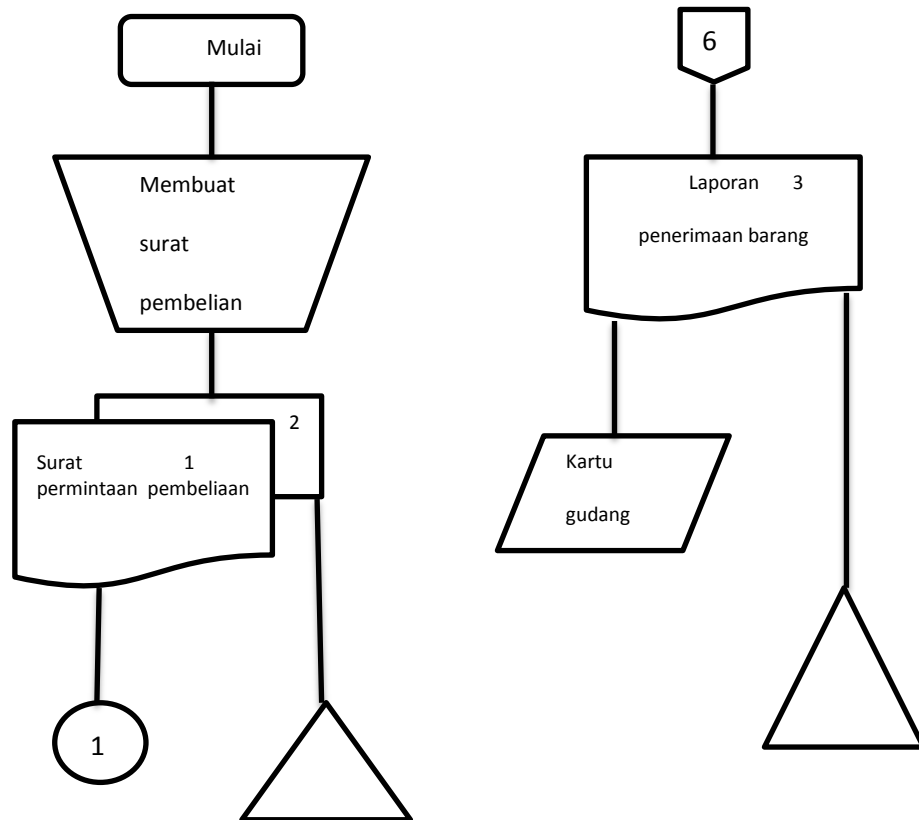 Mulai
Membuat
surat
pembelian
2
Surat 1
permintaan pembeliaan
1
6
Laporan 3
penerimaan barang
Kartu
gudang